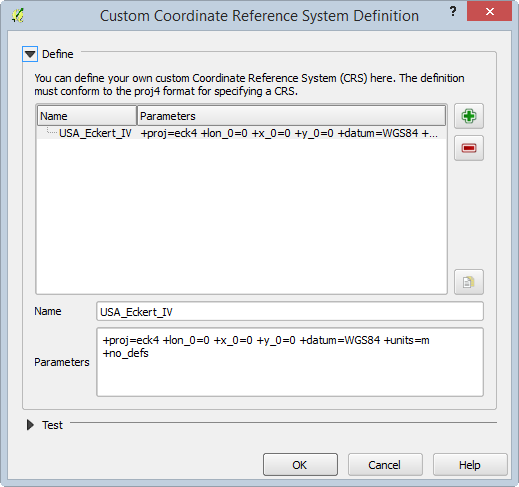 Custom Coordinate Reference System Definition
?
Define
You can define your own custom Coordinate Reference System (CRS) here. The definition
must conform to the proj4 format for specifying a CRS.
Name Parameters
USA_Eckert_IV +proj=eck4 +lon_0=0 +x_0=0 +y_0=0 +datum=WGS84 +...
Name USA_Eckert_IV
+proj=eck4 +lon_0=0 +x_0=0 +y_0=0 +datum=WGS84 +units=m
+no_defs
Parameters
Test
OK Cancel Help